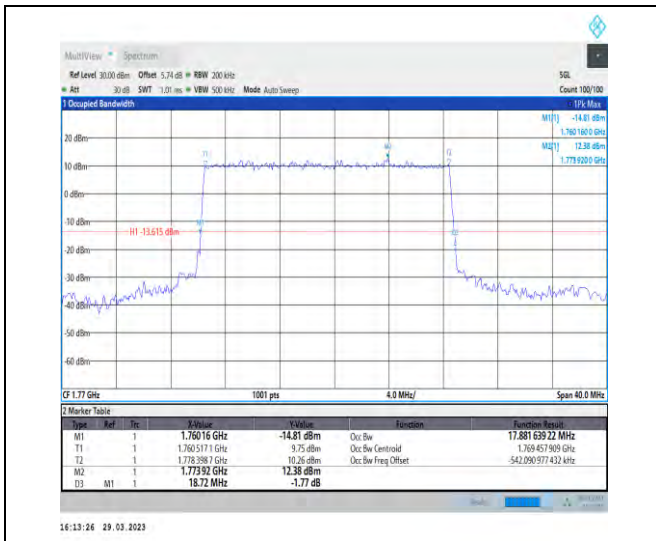 MultiView Spectrum
Ref Level 30.00 dBm Offset 5.74 dB RBW 200 kHz SGL
Att 30 dB SWT 1.01 ms VBW 500 kHz Mode Auto Sweep Count 100/100
1 Occupied Bandwidth 1Pk Max
M1[1] -14.81 dBm
1.760 160 0 GHz
M2[1] 12.38 dBm
1.773 920 0 GHz
20 dBm
10 dBm
0 dBm
-10 dBm
H1 -13.615 dBm
-20 dBm
-30 dBm
-40 dBm
-50 dBm
-60 dBm
CF 1.77 GHz 1001 pts 4.0 MHz/ Span 40.0 MHz
2 Marker Table
Type Ref Trc X-Value Y-Value Function Function Result
M1 1 1.76016 GHz -14.81 dBm Occ Bw 17.881 639 22 MHz
T1 1 1.760 517 1 GHz 9.75 dBm Occ Bw Centroid 1.769 457 909 GHz
T2 1 1.778 398 7 GHz 10.26 dBm Occ Bw Freq Offset -542.090 977 432 kHz
M2 1 1.773 92 GHz 12.38 dBm
D3 M1 1 18.72 MHz -1.77 dB
16:13:26 29.03.2023